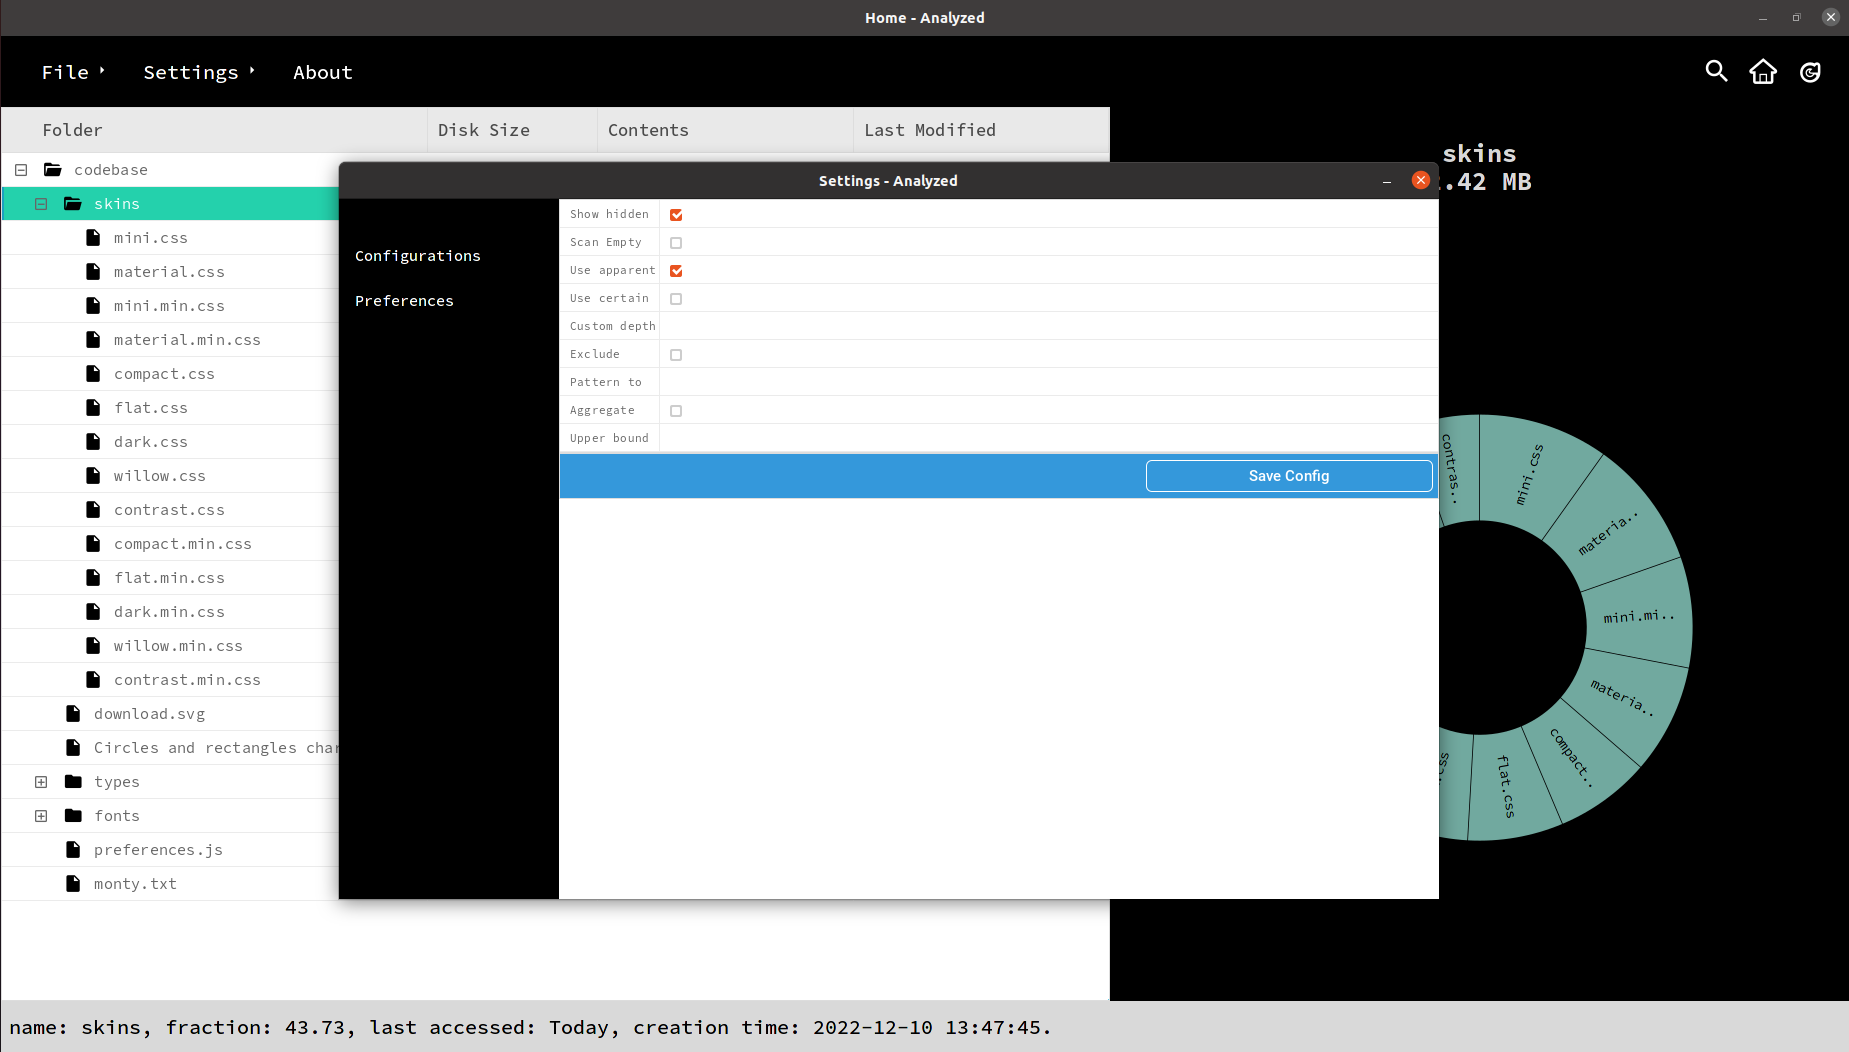 Home - Analyzed
File
Settings
About
Folder
Disk Size
Contents
Last Modified
codebase
skins
mini.css
material.css
mini.min.css
material.min.css
compact.css
flat.css
dark.css
willow.css
contrast.css
compact.min.css
flat.min.css
dark.min.css
willow.min.css
contrast.min.css
download.svg
Circles and rectangles char
types
fonts
preferences.js
monty.txt
Settings - Analyzed
Configurations
Preferences
Show hidden
Scan Empty
Use apparent
Use certain
Custom depth
Exclude
Pattern to
Aggregate
Upper bound
Save Config
skins
.42 MB
contras..
mini.css
materia..
mini.mi..
materia..
compact..
flat.css
.css
name: skins, fraction: 43.73, last accessed: Today, creation time: 2022-12-10 13:47:45.